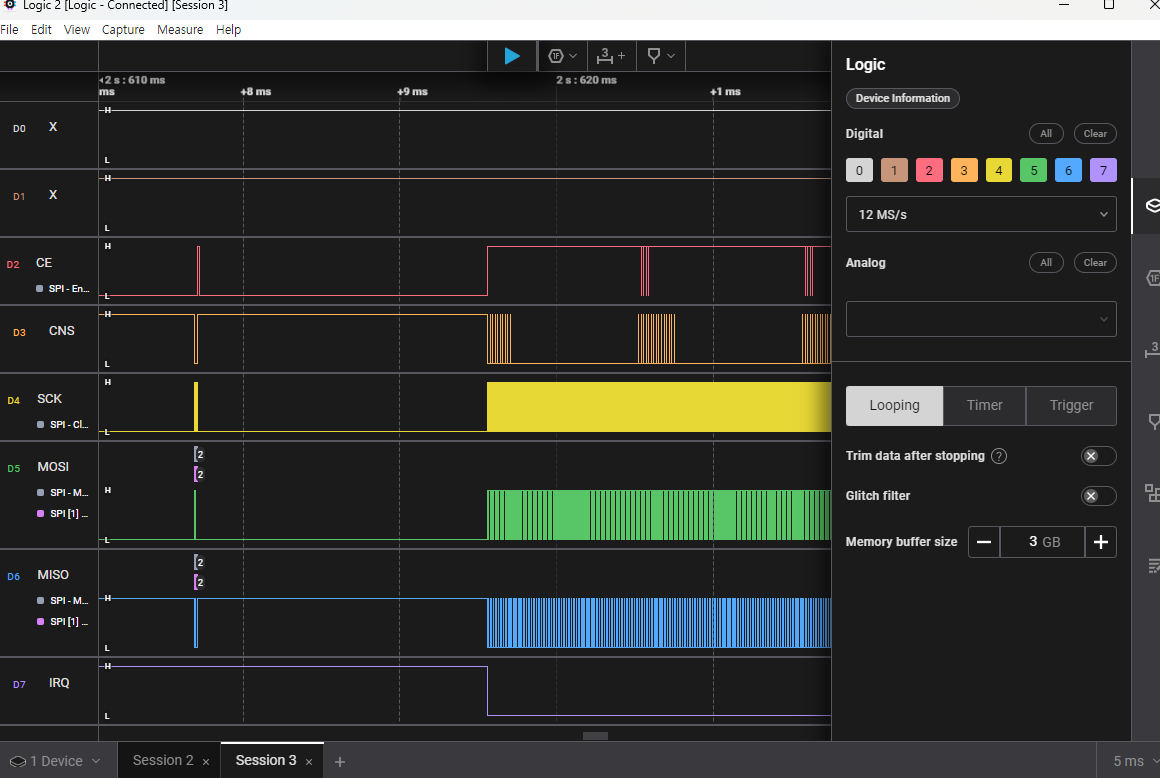 Logic 2 [Logic - Connected] [Session 3]
File Edit View Capture Measure Help
1F 3 +
2 s : 610 ms 2 s : 620 ms
ms +8 ms +9 ms +1 ms
D0 X H L
D1 X H L
D2 CE H L
SPI - En...
D3 CNS H L
D4 SCK H L
SPI - Cl...
D5 MOSI H L
2
2
SPI - M...
SPI [1] ...
D6 MISO H L
2
2
SPI - M...
SPI [1] ...
D7 IRQ H L
Logic
Device Information
Digital All Clear
0 1 2 3 4 5 6 7
12 MS/s
Analog All Clear
Looping Timer Trigger
Trim data after stopping ?
Glitch filter
Memory buffer size − 3 GB +
1F
3
1 Device Session 2 × Session 3 × + 5 ms